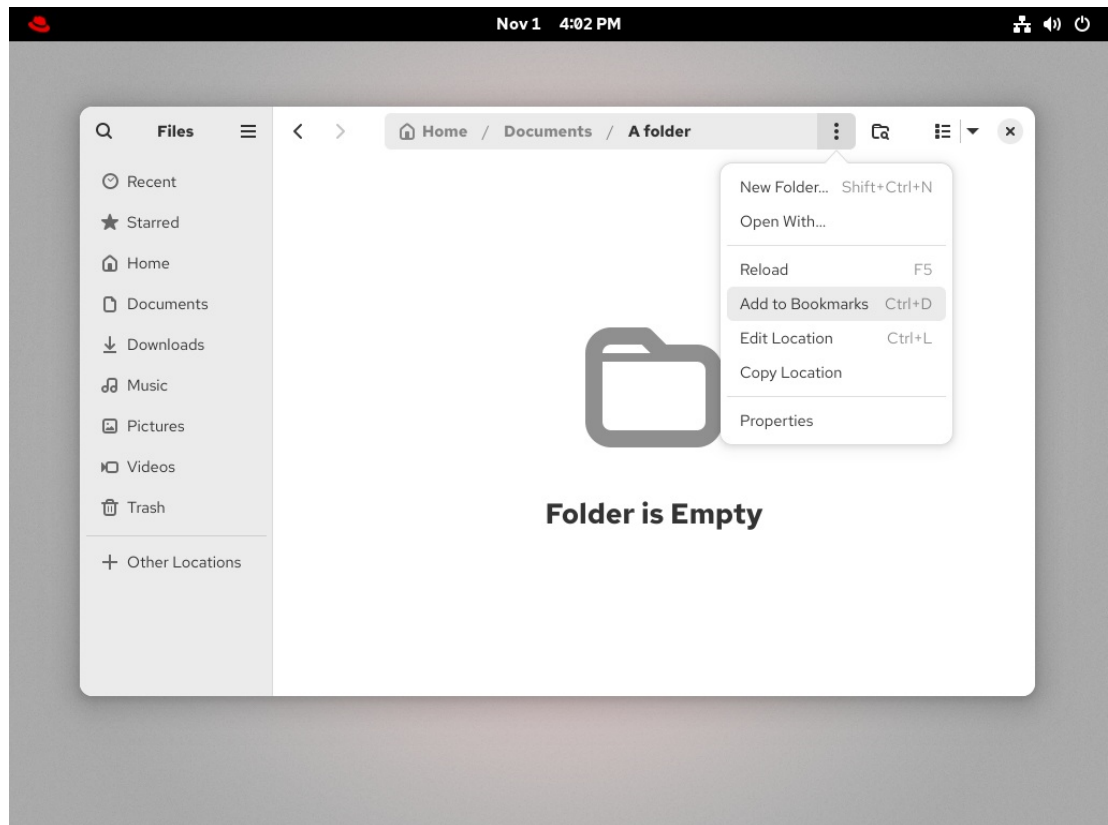 Nov 1 4:02 PM
Files
Home / Documents / A folder
Recent
Starred
Home
Documents
Downloads
Music
Pictures
Videos
Trash
Other Locations
New Folder... Shift+Ctrl+N
Open With...
Reload F5
Add to Bookmarks Ctrl+D
Edit Location Ctrl+L
Copy Location
Properties
Folder is Empty